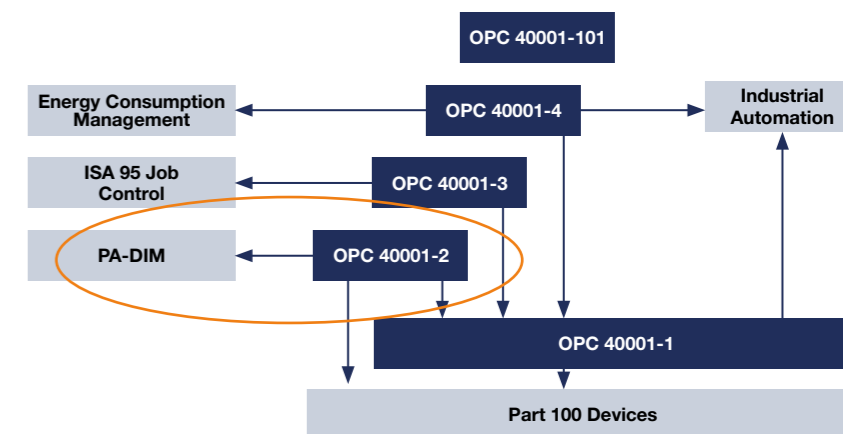 OPC 40001-101
Energy Consumption
Management
OPC 40001-4
Industrial
Automation
ISA 95 Job
Control
OPC 40001-3
PA-DIM
OPC 40001-2
OPC 40001-1
Part 100 Devices